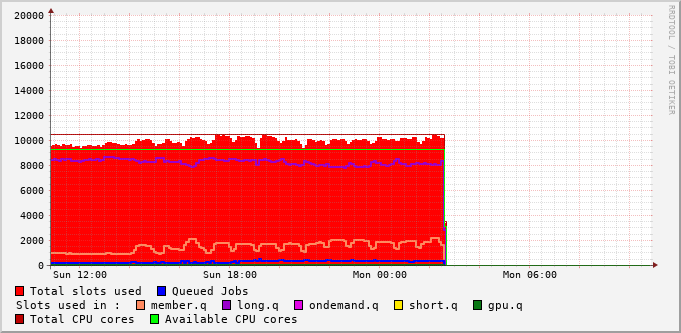 RRDTOOL / TOBI OETIKER
20000
18000
16000
14000
12000
10000
8000
6000
4000
2000
0
Sun 12:00 Sun 18:00 Mon 00:00 Mon 06:00
Total slots used Queued Jobs
Slots used in : member.q long.q ondemand.q short.q gpu.q
Total CPU cores Available CPU cores